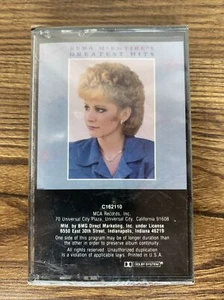 REBA McENTIRE'S
GREATEST HITS
C162110
MCA Records, Inc.
70 Universal City Plaza, Universal City, California 91608
Mfd. by BMG Direct Marketing, Inc. under License
6550 East 30th Street, Indianapolis, Indiana 46219
One side of this program may be of longer duration
than the other in order to preserve album continuity.
All rights reserved. Unauthorized duplication
is a violation of applicable laws. Printed in U.S.A.
DOLBY SYSTEM